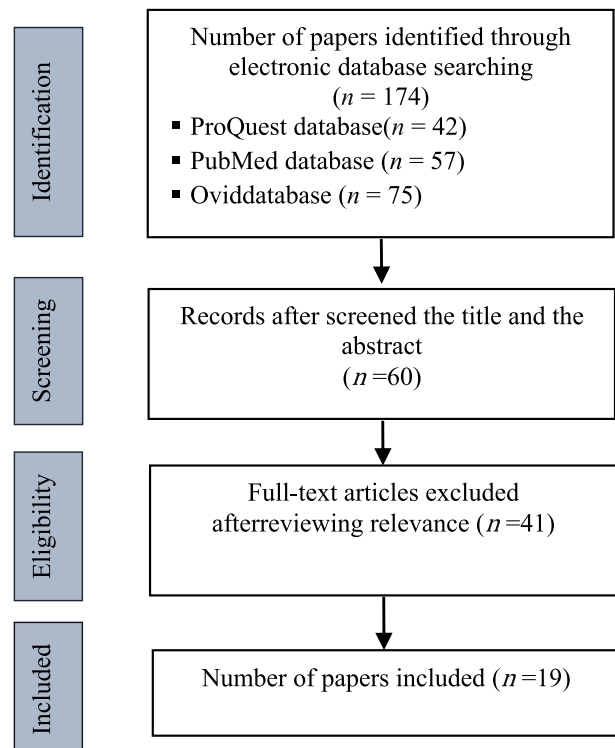 Identification
Number of papers identified through
electronic database searching
(n = 174)
▪ ProQuest database(n = 42)
▪ PubMed database (n = 57)
▪ Oviddatabase (n = 75)
Screening
Records after screened the title and the
abstract
(n =60)
Eligibility
Full-text articles excluded
afterreviewing relevance (n =41)
Included
Number of papers included (n =19)